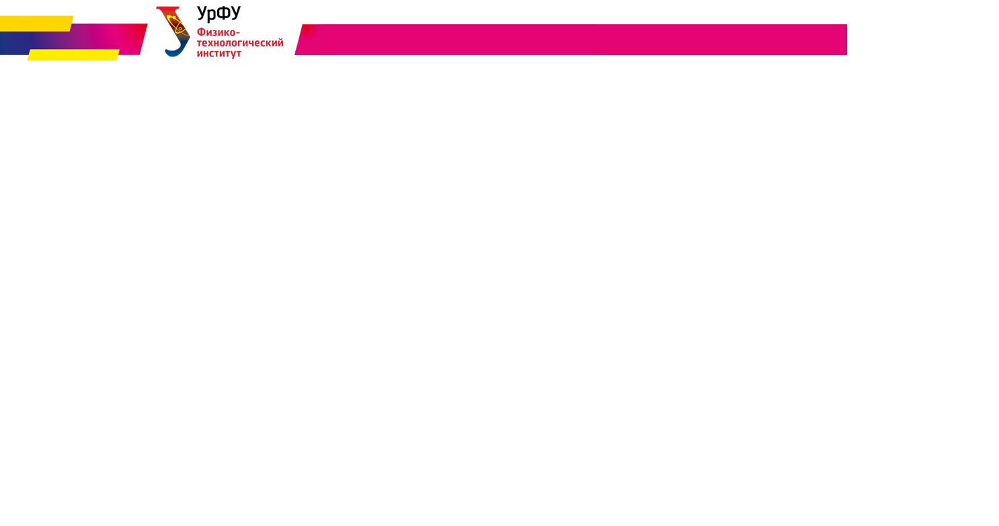 УрФУ
Физико-
технологический
институт